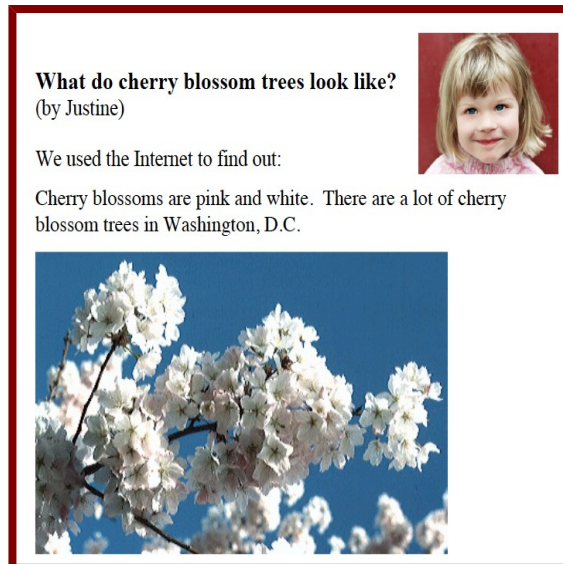 What do cherry blossom trees look like?
(by Justine)
We used the Internet to find out:
Cherry blossoms are pink and white.  There are a lot of cherry
blossom trees in Washington, D.C.